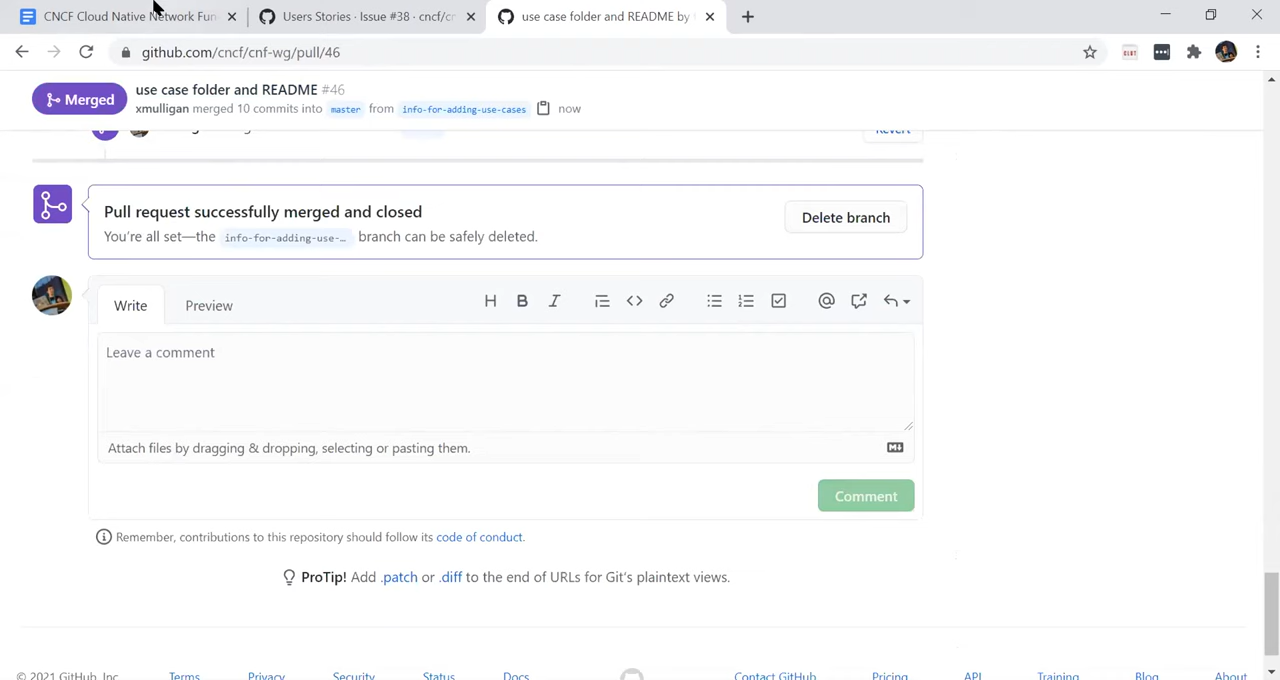 CNCF Cloud Native Network Fun
Users Stories · Issue #38 · cncf/cn
use case folder and README by
github.com/cncf/cnf-wg/pull/46
Merged
use case folder and README #46
xmulligan merged 10 commits into master from info-for-adding-use-cases now
Revert
Pull request successfully merged and closed
You're all set—the info-for-adding-use-… branch can be safely deleted.
Delete branch
Write
Preview
Leave a comment
Attach files by dragging & dropping, selecting or pasting them.
Comment
Remember, contributions to this repository should follow its code of conduct.
ProTip! Add .patch or .diff to the end of URLs for Git's plaintext views.
© 2021 GitHub, Inc.
Terms
Privacy
Security
Status
Docs
Contact GitHub
Pricing
API
Training
Blog
About